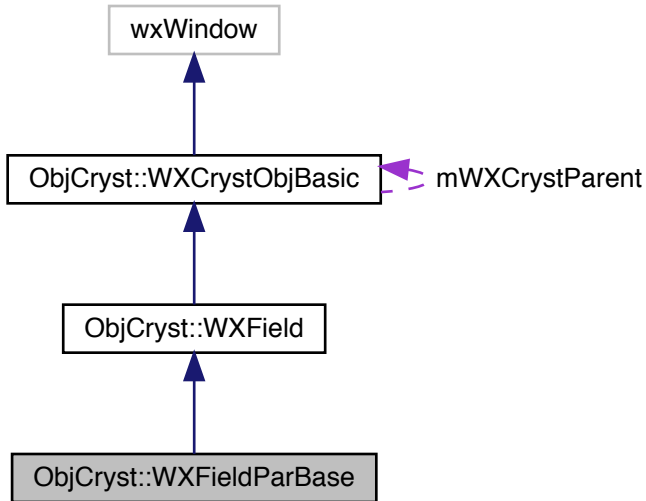 wxWindow
ObjCryst::WXCrystObjBasic
mWXCrystParent
ObjCryst::WXField
ObjCryst::WXFieldParBase